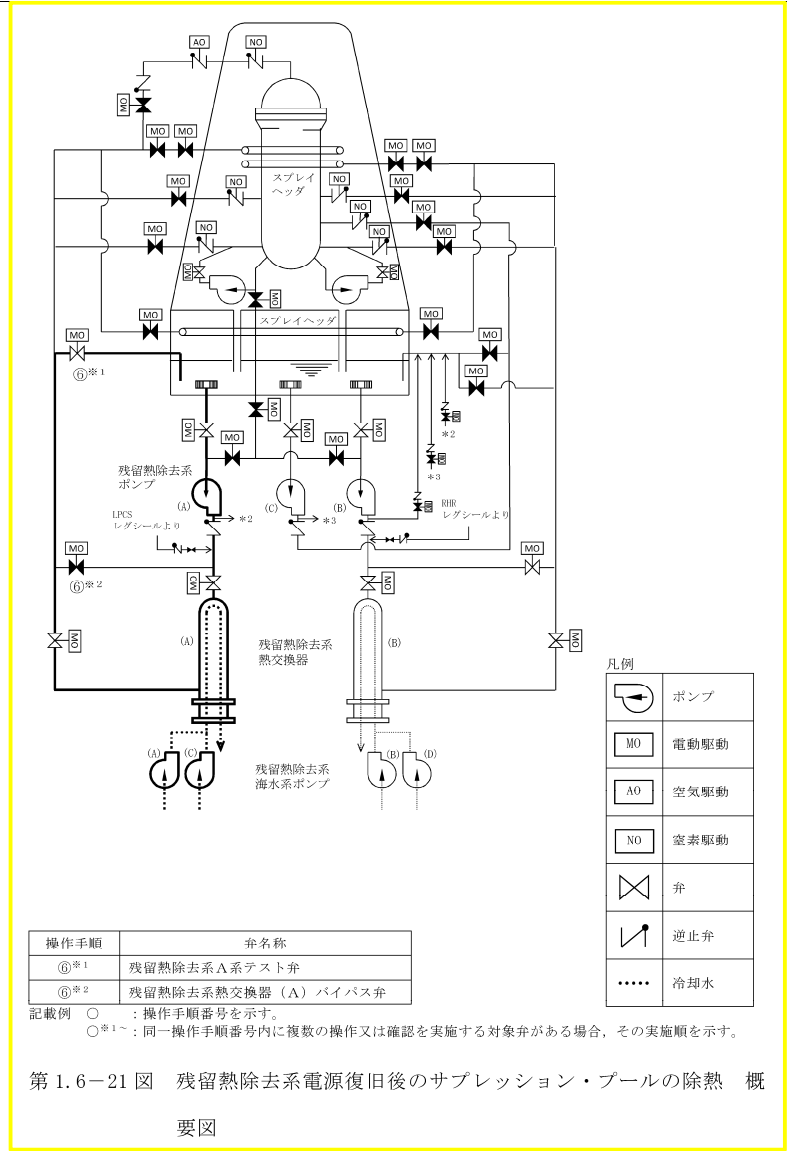 AO
NO
MO
MO
MO
MO
MO
スプレイ
ヘッダ
MO
NO
NO
MO
NO
MO
MO
NO
NO
MO
MO
MO
MO
MO
スプレイヘッダ
MO
MO
MO
MO
⑥※1
MO
MO
MO
MO
MO
MO
＊2
＊3
残留熱除去系
ポンプ
(A)
(C)
(B)
LPCS
レグシールより
＊2
＊3
RHR
レグシールより
MO
MO
⑥※2
MO
MO
MO
MO
(A)
残留熱除去系
熱交換器
(B)
(A)
(C)
残留熱除去系
海水系ポンプ
(B)
(D)
凡例
ポンプ
MO 電動駆動
AO 空気駆動
NO 窒素駆動
弁
逆止弁
冷却水
操作手順 弁名称
⑥※1 残留熱除去系Ａ系テスト弁
⑥※2 残留熱除去系熱交換器（Ａ）バイパス弁
記載例 ○ ：操作手順番号を示す。
○※1～：同一操作手順番号内に複数の操作又は確認を実施する対象弁がある場合，その実施順を示す。
第 1.6－21 図 残留熱除去系電源復旧後のサプレッション・プールの除熱 概
要図